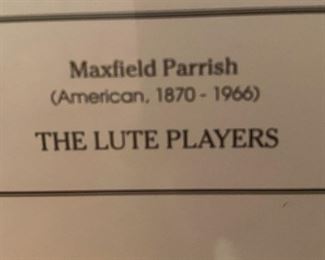 Maxfield Parrish
(American, 1870 - 1966)
THE LUTE PLAYERS